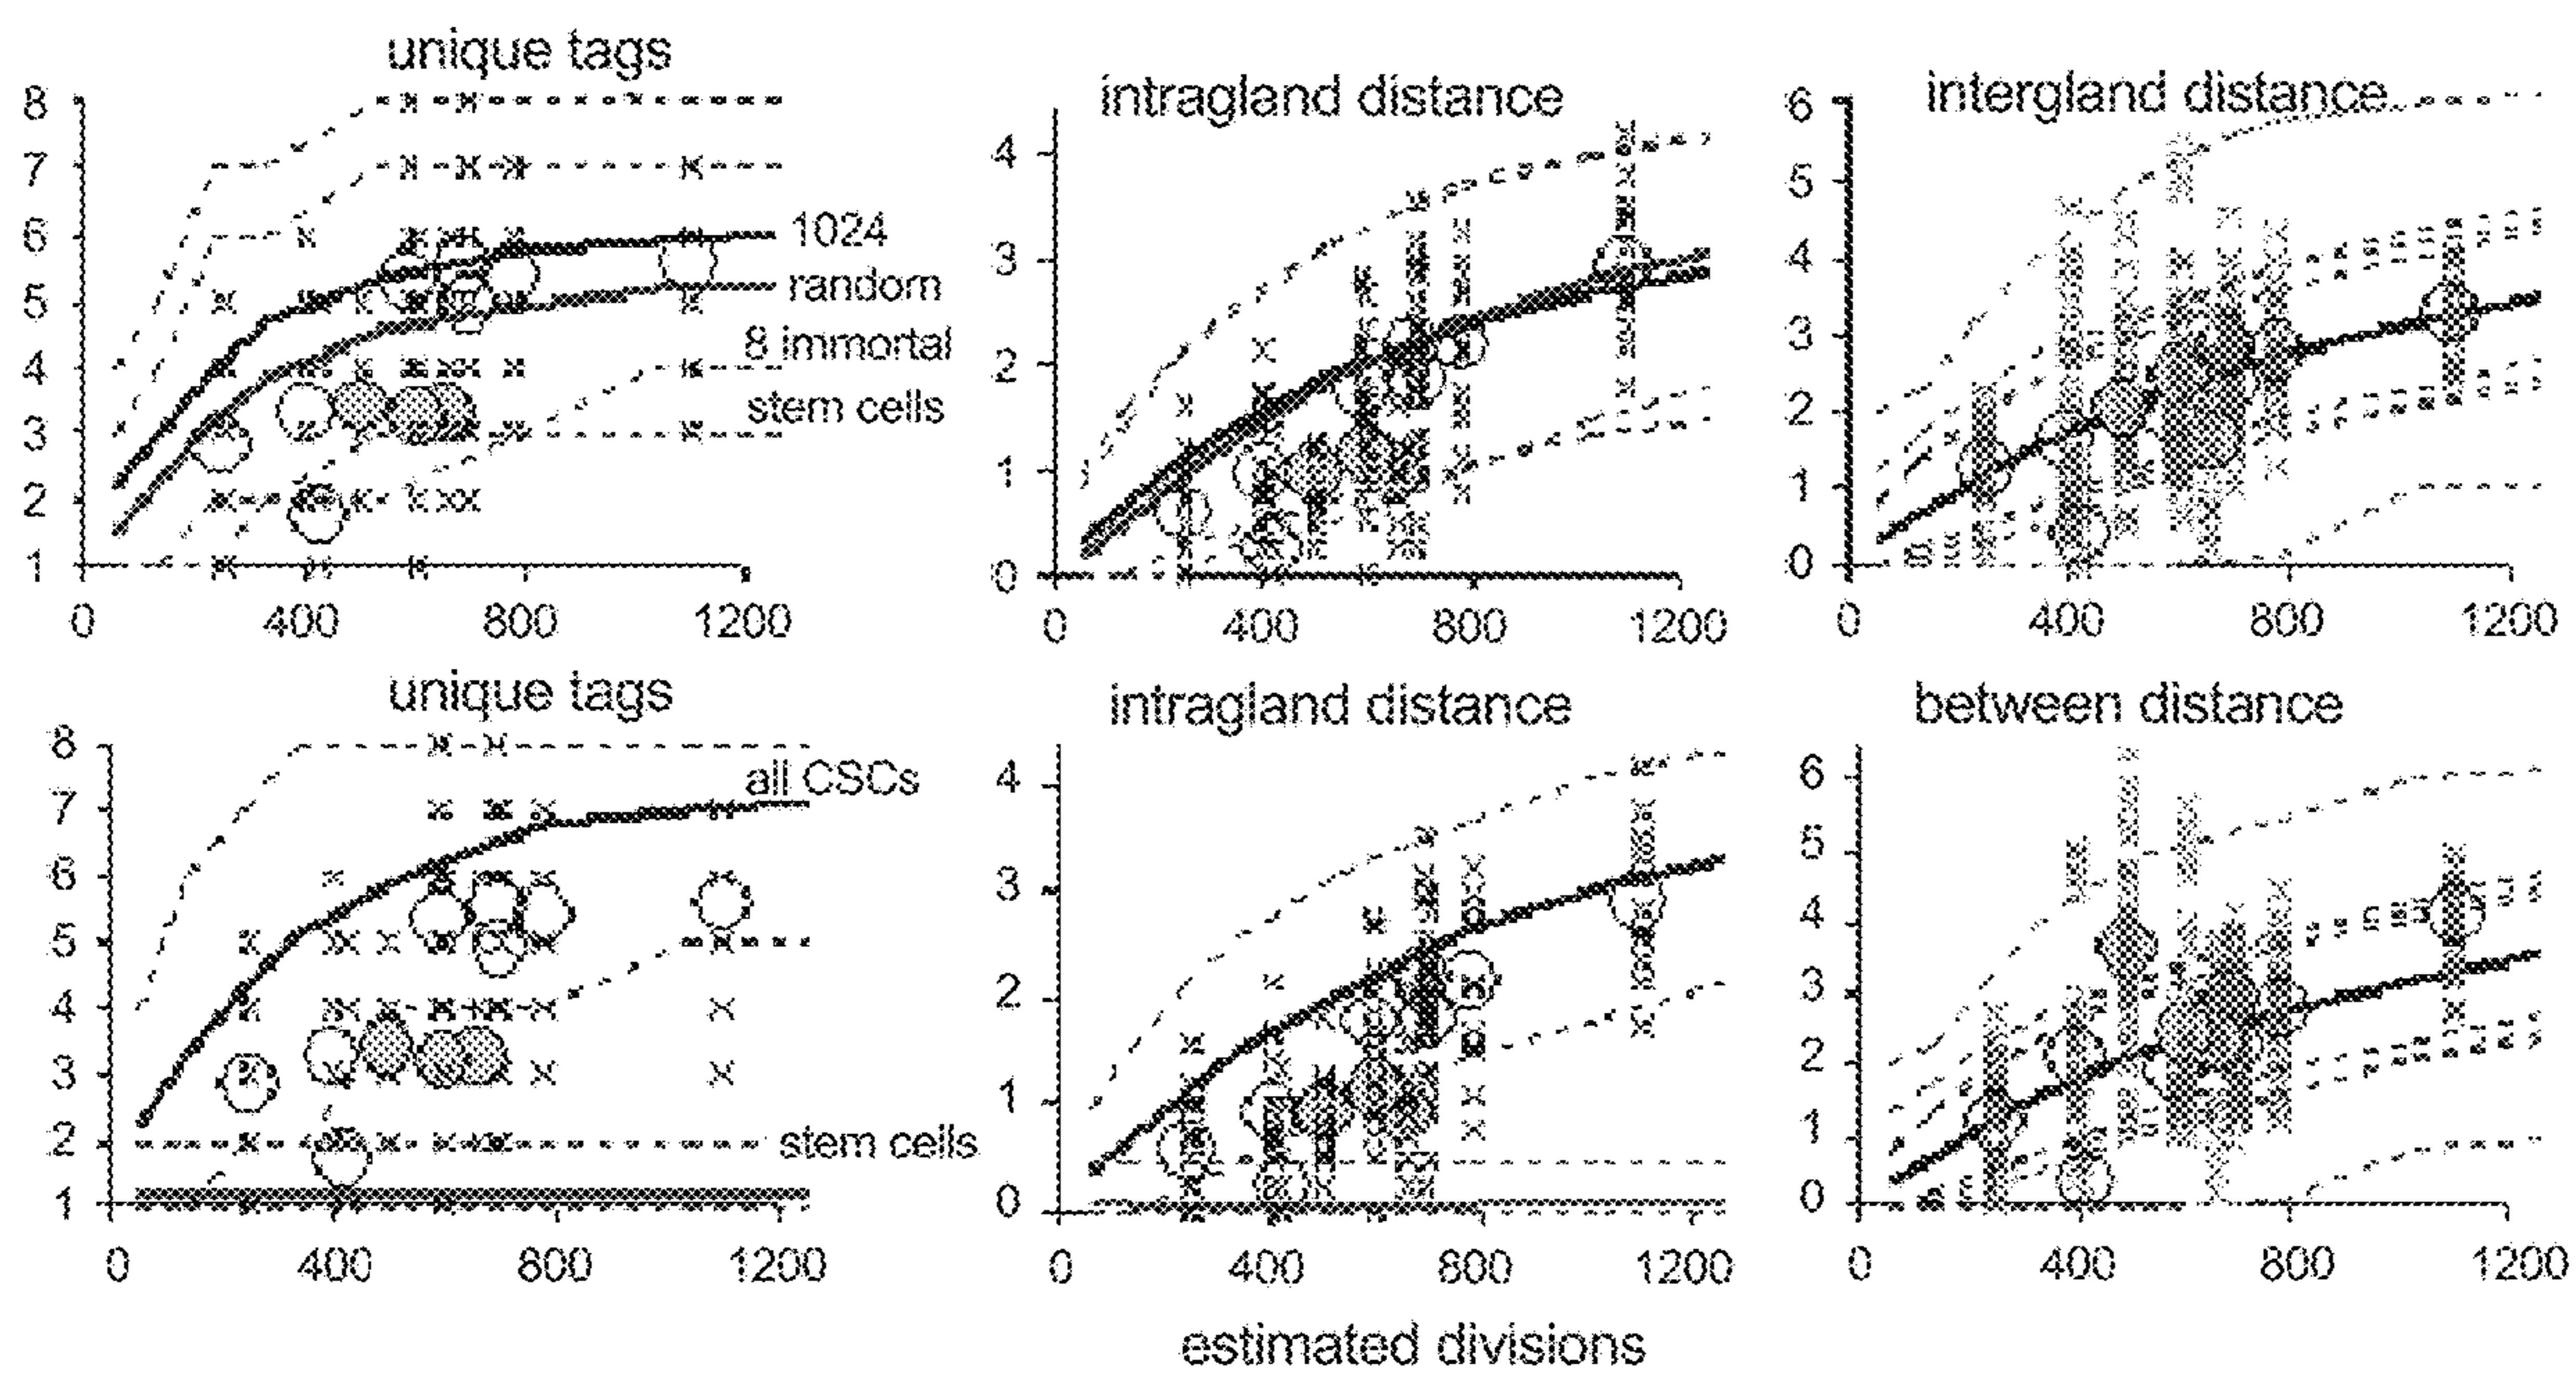 unique tags
8
7
6
5
4
3
2
1
0 400 800 1200
1024
random
8 immortal
stem cells
intragland distance
4
3
2
1
0
0 400 800 1200
intergland distance
6
5
4
3
2
1
0
0 400 800 1200
unique tags
8
7
6
5
4
3
2
1
0 400 800 1200
all CSCs
stem cells
intragland distance
4
3
2
1
0
0 400 800 1200
between distance
6
5
4
3
2
1
0
0 400 800 1200
estimated divisions